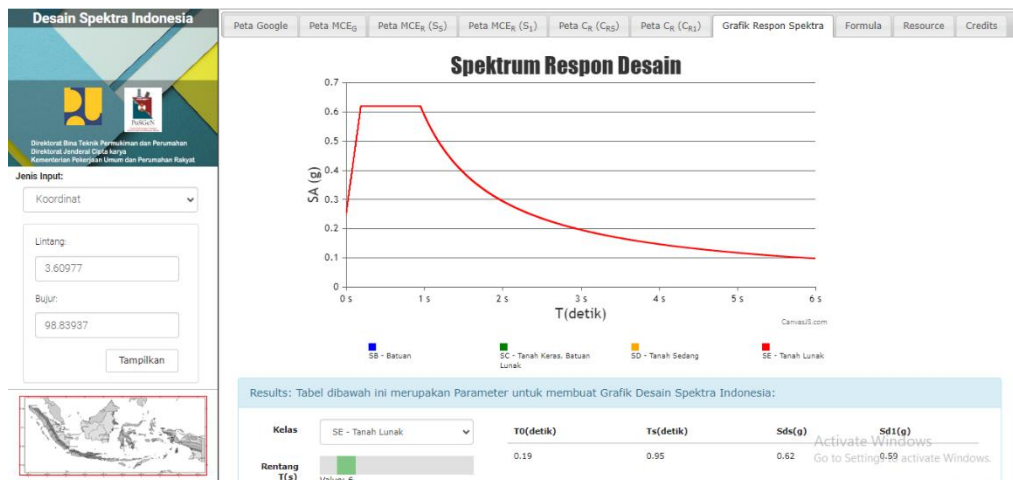 Desain Spektra Indonesia
PuSGeN
Direktorat Bina Teknik Permukiman dan Perumahan
Direktorat Jenderal Cipta karya
Kementerian Pekerjaan Umum dan Perumahan Rakyat
Jenis Input:
Koordinat
Lintang:
3.60977
Bujur:
98.83937
Tampilkan
Peta Google Peta MCEG Peta MCER (SS) Peta MCER (S1) Peta CR (CRS) Peta CR (CR1) Grafik Respon Spektra Formula Resource Credits
Spektrum Respon Desain
SA (g)
0.7
0.6
0.5
0.4
0.3
0.2
0.1
0
0 s 1 s 2 s 3 s 4 s 5 s 6 s
T(detik)
CanvasJS.com
SB - Batuan SC - Tanah Keras, Batuan Lunak SD - Tanah Sedang SE - Tanah Lunak
Results: Tabel dibawah ini merupakan Parameter untuk membuat Grafik Desain Spektra Indonesia:
Kelas SE - Tanah Lunak
Rentang T(s)
Value: 6
T0(detik) Ts(detik) Sds(g) Sd1(g)
0.19 0.95 0.62 0.59
Activate Windows
Go to Settings to activate Windows.